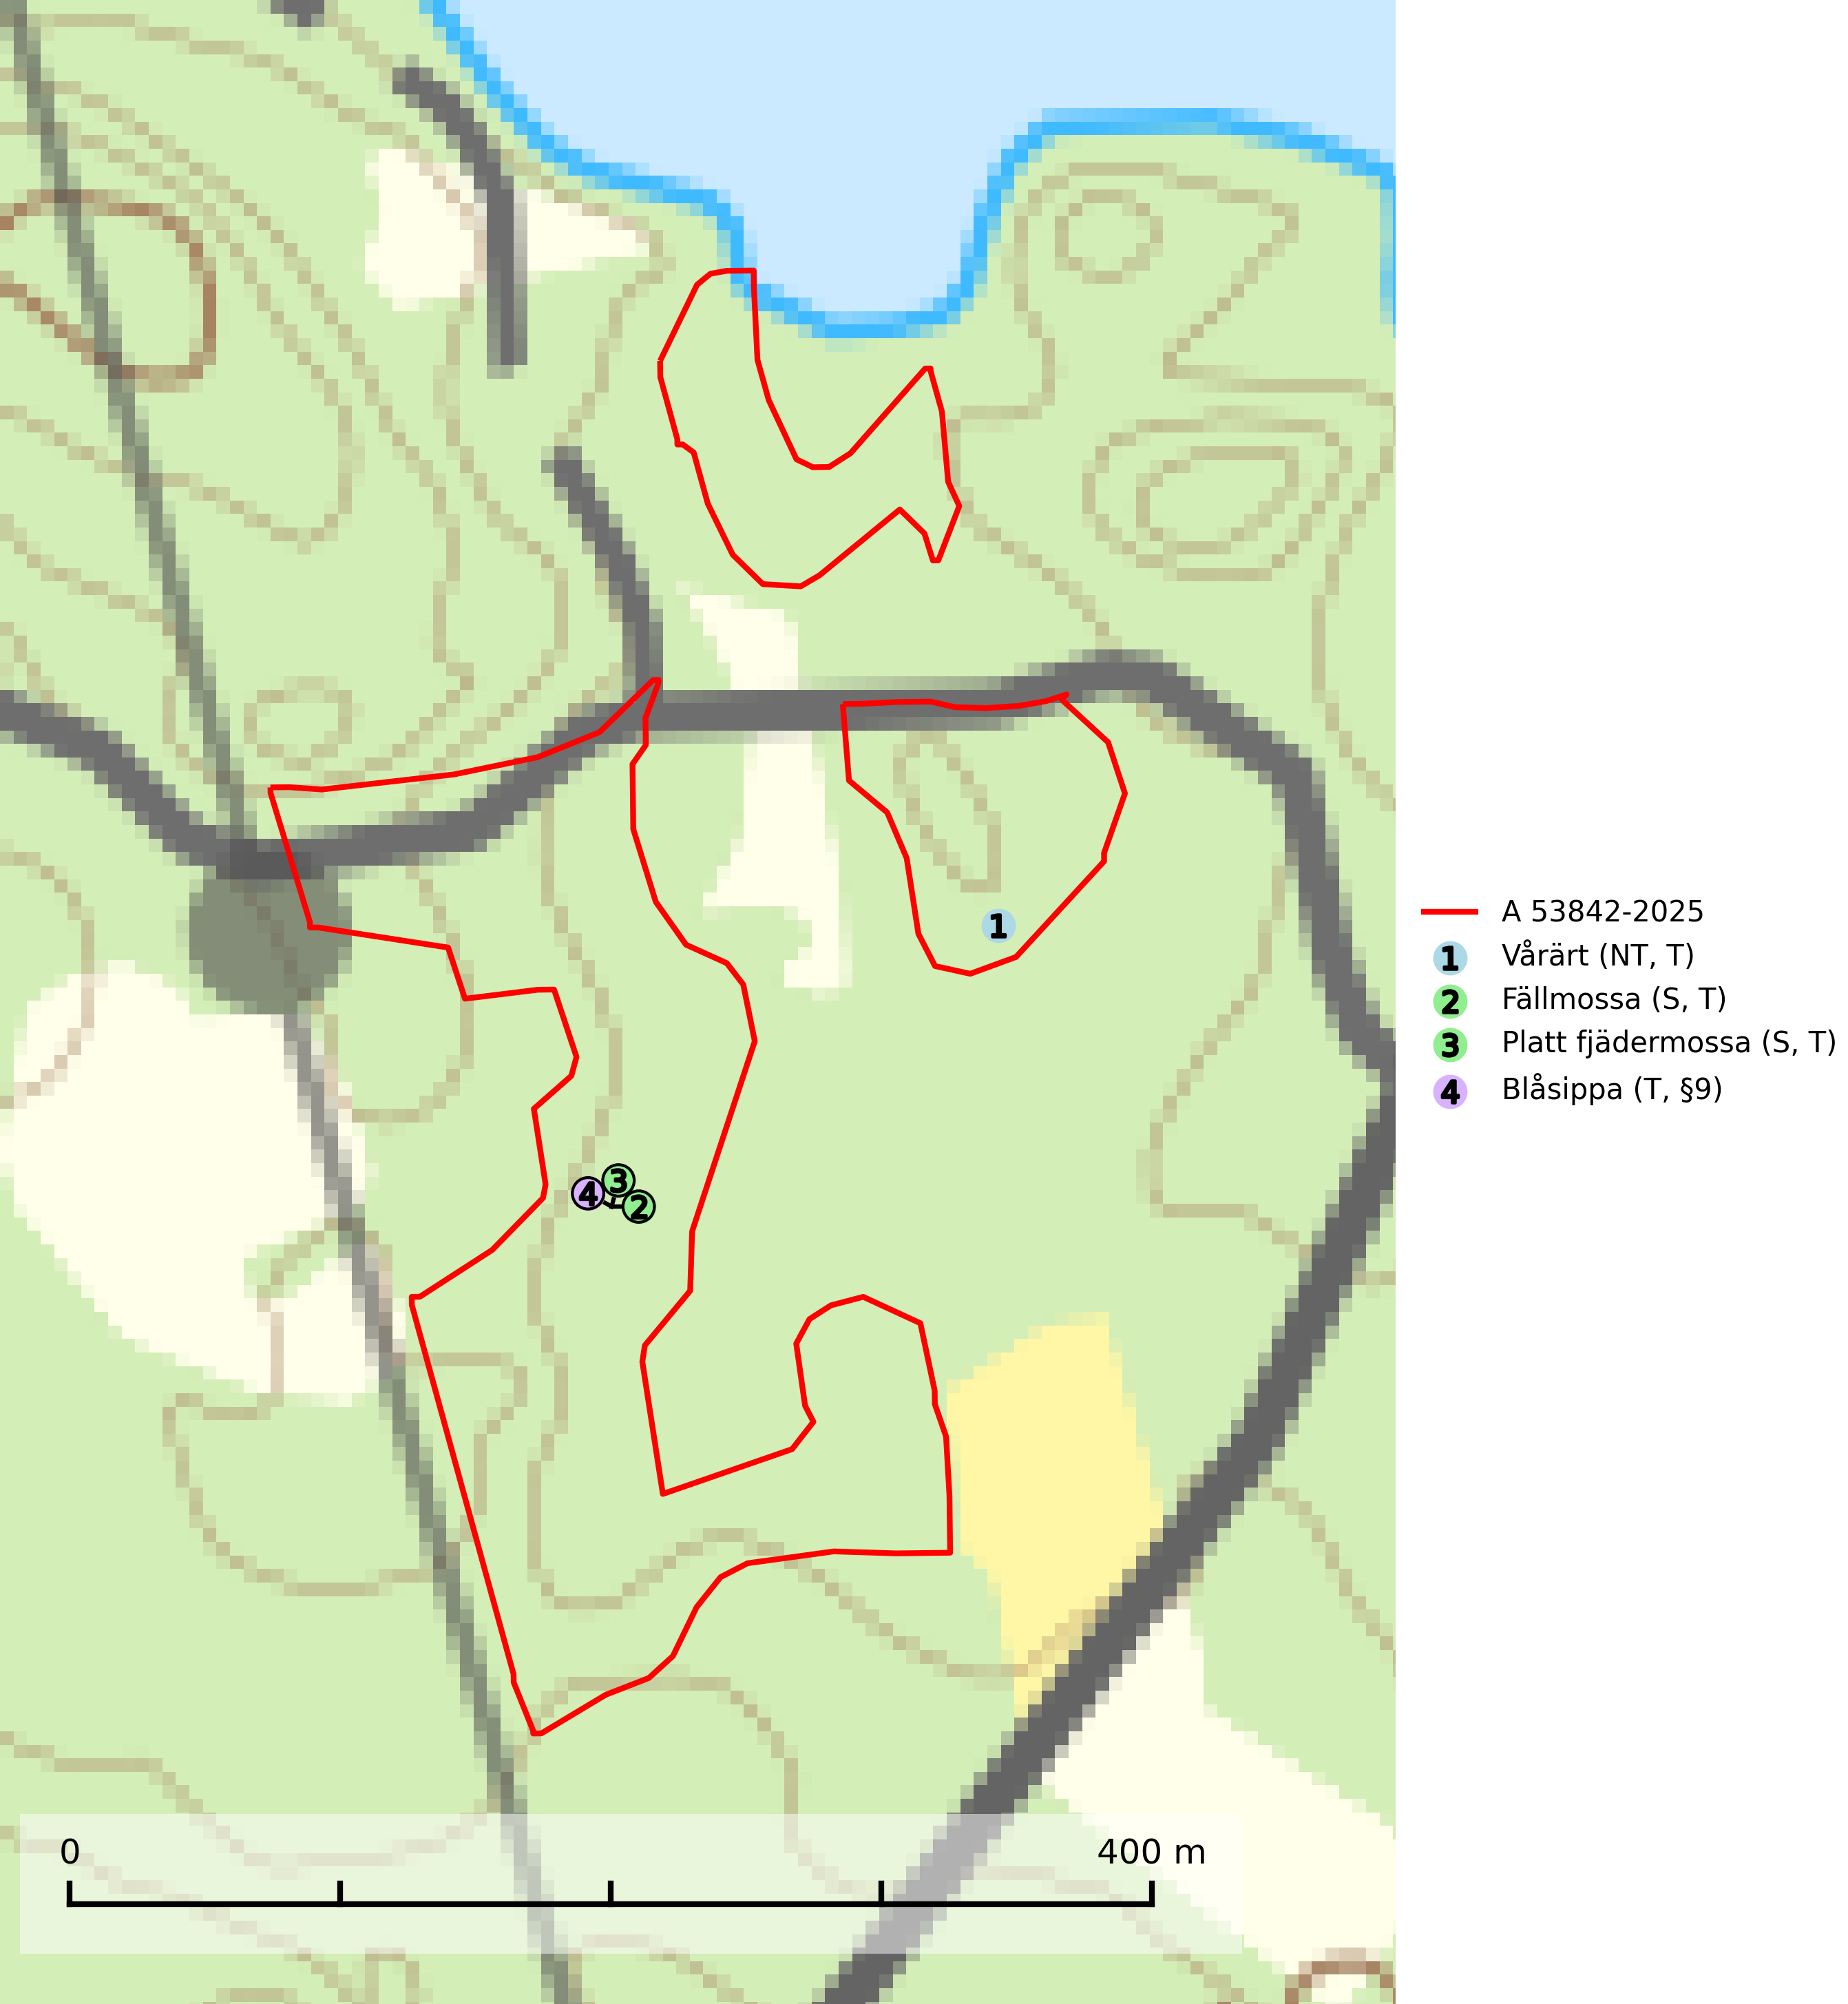 1
4
3
2
0
400 m
A 53842-2025
1 Vårärt (NT, T)
2 Fällmossa (S, T)
3 Platt fjädermossa (S, T)
4 Blåsippa (T, §9)